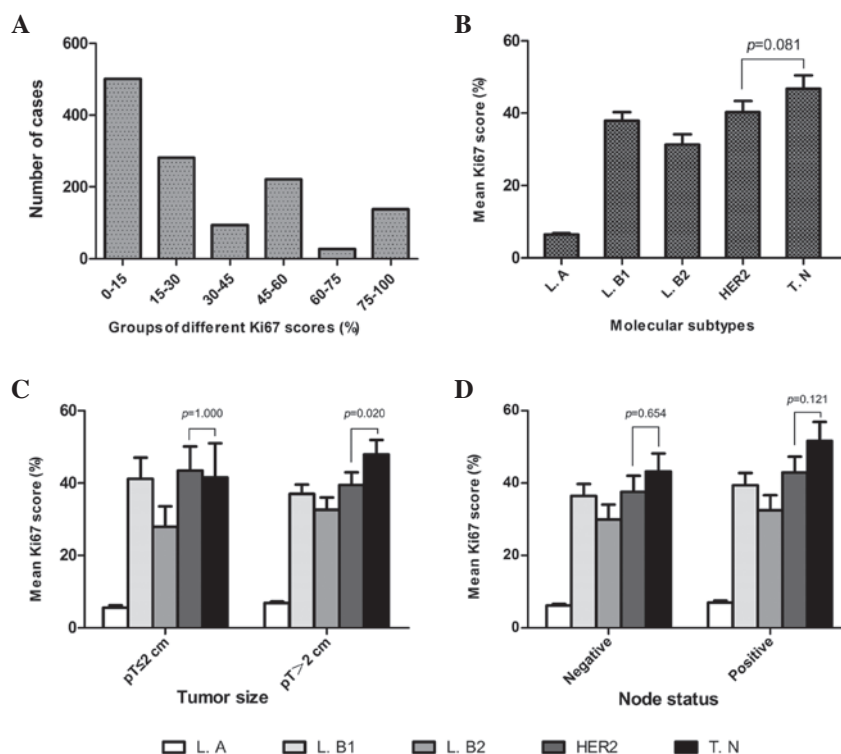 A
600
400
200
0
Number of cases
0-15
15-30
30-45
45-60
60-75
75-100
Groups of different Ki67 scores (%)
B
60
40
20
0
Mean Ki67 score (%)
p=0.081
L. A
L. B1
L. B2
HER2
T. N
Molecular subtypes
C
60
40
20
0
Mean Ki67 score (%)
p=1.000
p=0.020
pT≤2 cm
pT>2 cm
Tumor size
D
60
40
20
0
Mean Ki67 score (%)
p=0.654
p=0.121
Negative
Positive
Node status
L. A
L. B1
L. B2
HER2
T. N